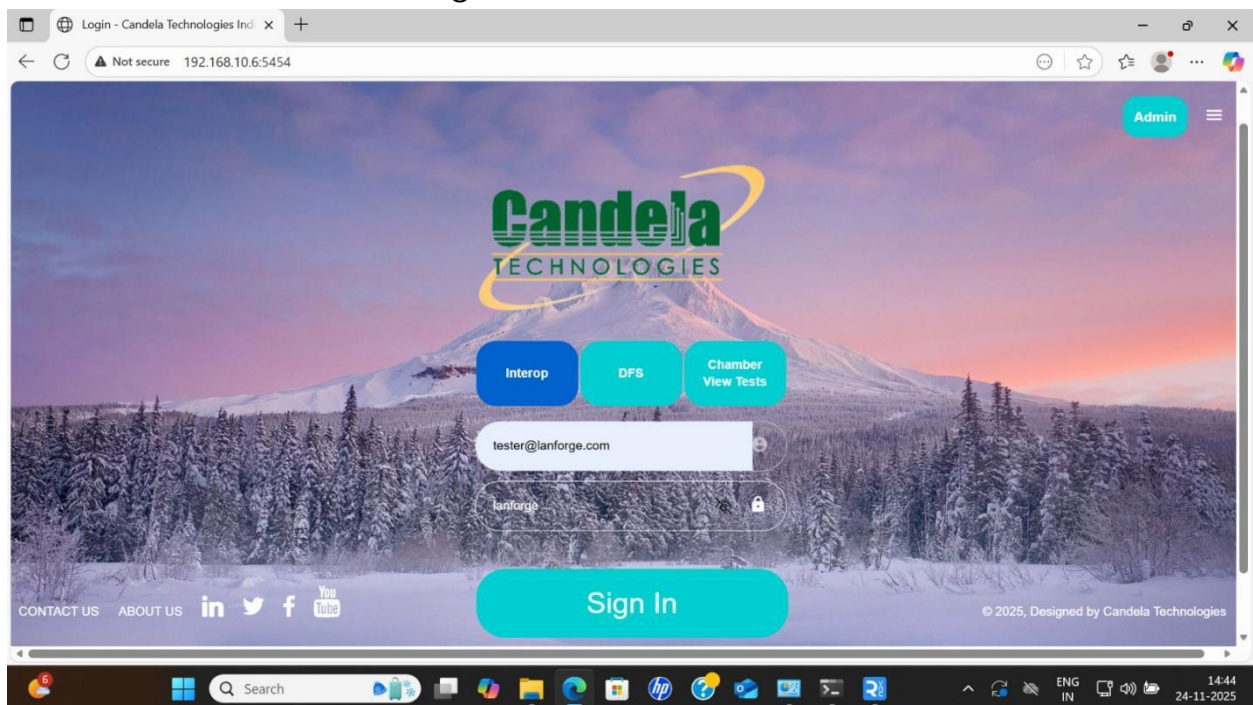 Login - Candela Technologies Ind
Not secure 192.168.10.6:5454
Admin
Candela
TECHNOLOGIES
Interop
DFS
Chamber
View Tests
tester@lanforge.com
lanforge
Sign In
CONTACT US ABOUT US in f You Tube
© 2025, Designed by Candela Technologies
6
Search
hp
ENG
IN
14:44
24-11-2025